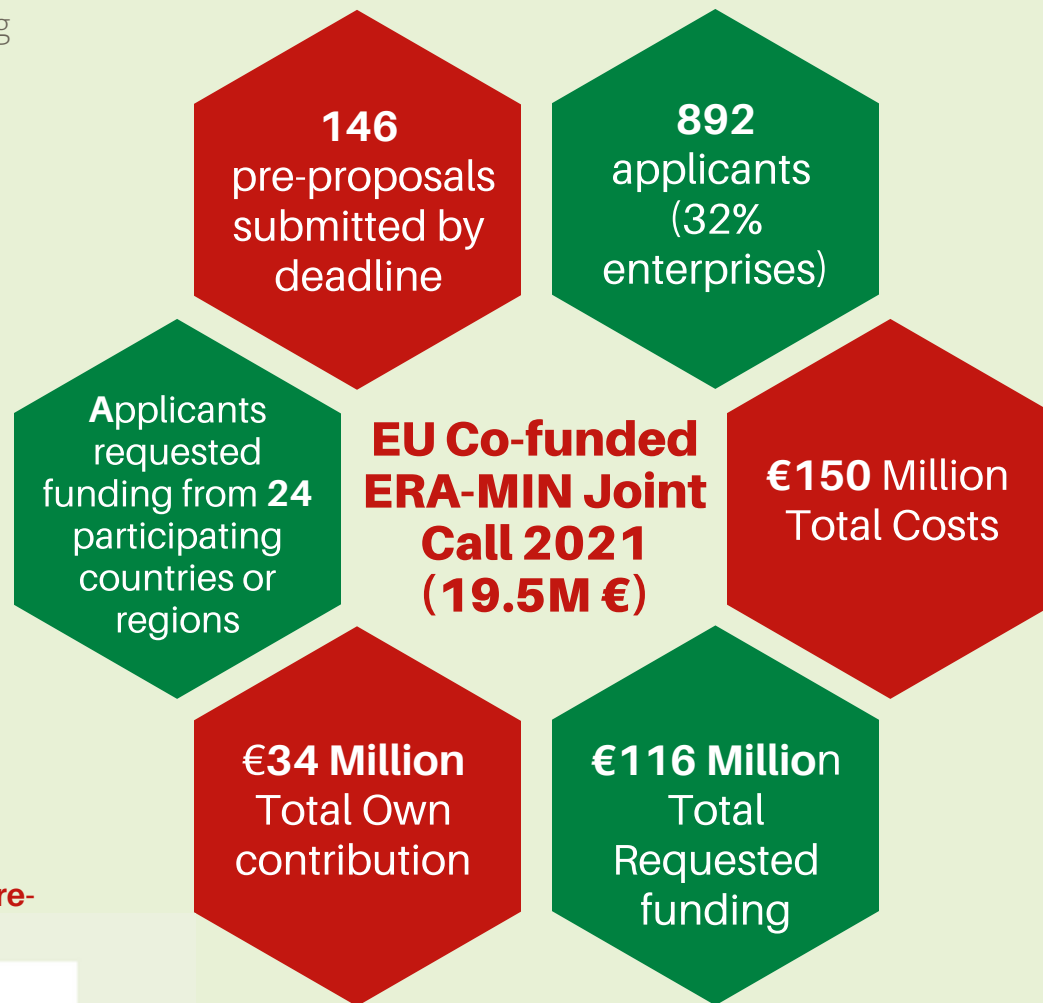 g
146
pre-proposals
submitted by
deadline
892
applicants
(32%
enterprises)
Applicants
requested
funding from 24
participating
countries or
regions
EU Co-funded
ERA-MIN Joint
Call 2021
(19.5M €)
€150 Million
Total Costs
€34 Million
Total Own
contribution
€116 Million
Total
Requested
funding
re-